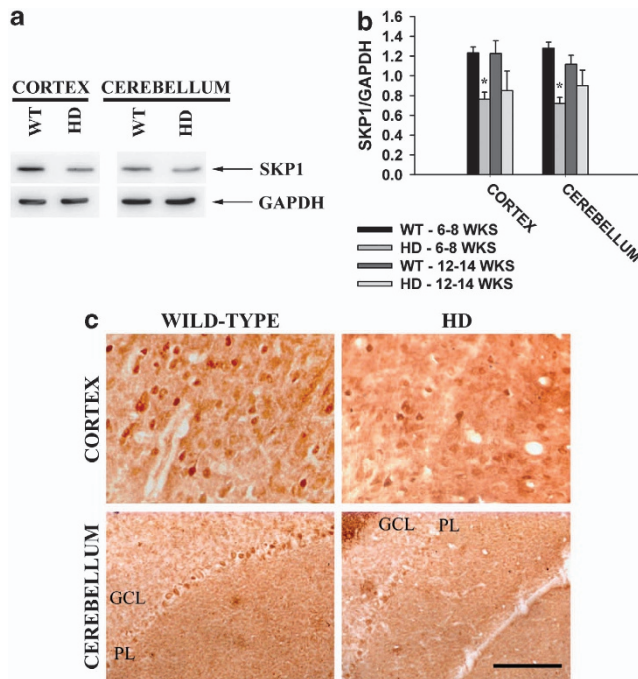 a
CORTEX CEREBELLUM
WT HD WT HD
SKP1
GAPDH
b
SKP1/GAPDH
1.6
1.4
1.2
1.0
0.8
0.6
0.4
0.2
0.0
* *
CORTEX
CEREBELLUM
WT - 6-8 WKS
HD - 6-8 WKS
WT - 12-14 WKS
HD - 12-14 WKS
c
WILD-TYPE HD
CORTEX
CEREBELLUM
GCL
PL
GCL PL